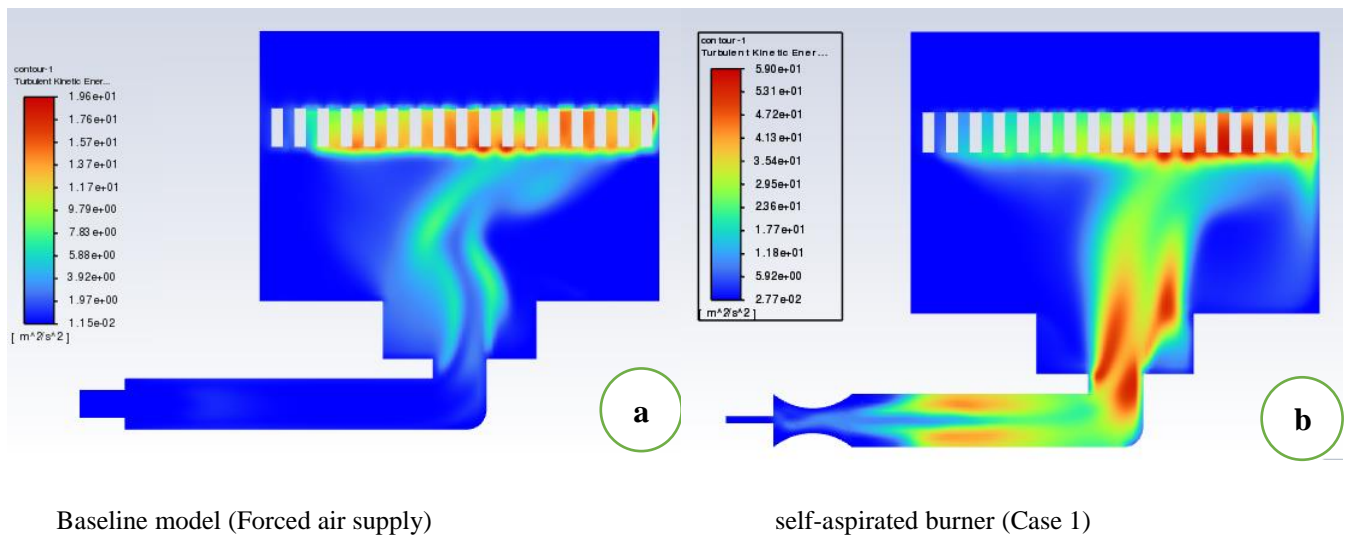 contour-1
Turbulent Kinetic Ener...
1.96e+01
1.76e+01
1.57e+01
1.37e+01
1.17e+01
9.79e+00
7.83e+00
5.88e+00
3.92e+00
1.97e+00
1.15e-02
[ m^2/s^2 ]
a
contour-1
Turbulent Kinetic Ener...
5.90e+01
5.31e+01
4.72e+01
4.13e+01
3.54e+01
2.95e+01
2.36e+01
1.77e+01
1.18e+01
5.92e+00
2.77e-02
[ m^2/s^2 ]
b
Baseline model (Forced air supply)
self-aspirated burner (Case 1)